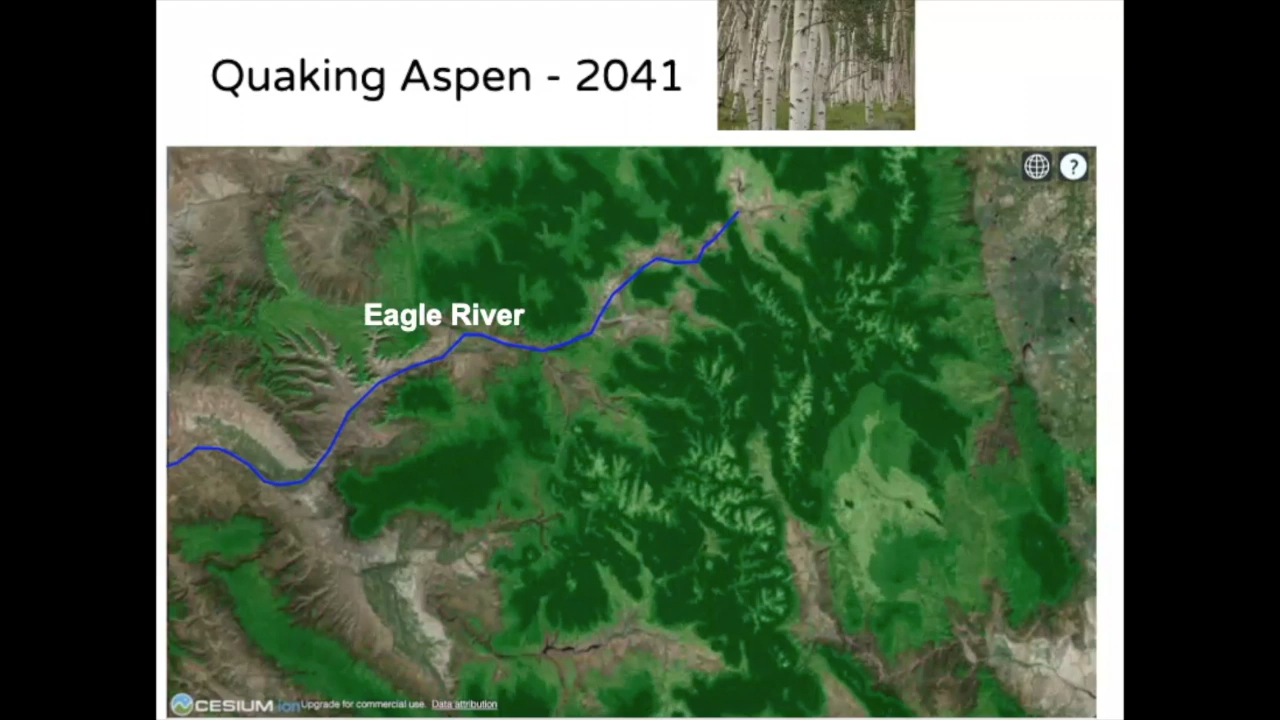 Quaking Aspen - 2041
?
Eagle River
CESIUM ion Upgrade for commercial use. Data attribution